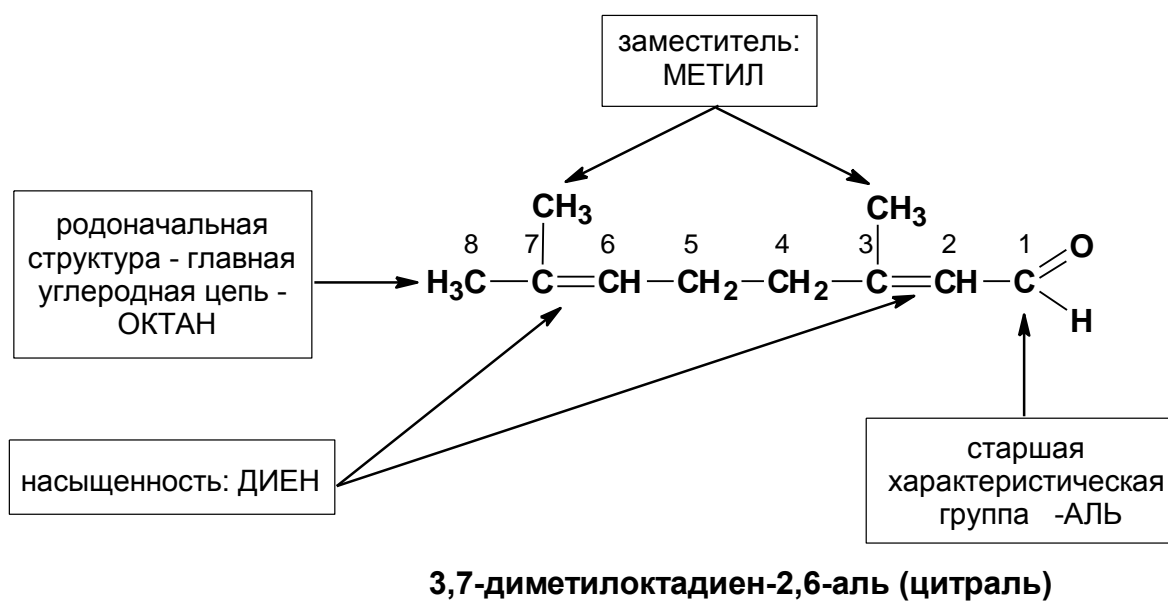 заместитель:
МЕТИЛ
родоначальная
структура - главная
углеродная цепь -
ОКТАН
CH3 CH3
8 7 6 5 4 3 2 1 O
H3C C CH CH2 CH2 C CH C
H
насыщенность: ДИЕН
старшая
характеристическая
группа -АЛЬ
3,7-диметилоктадиен-2,6-аль (цитраль)